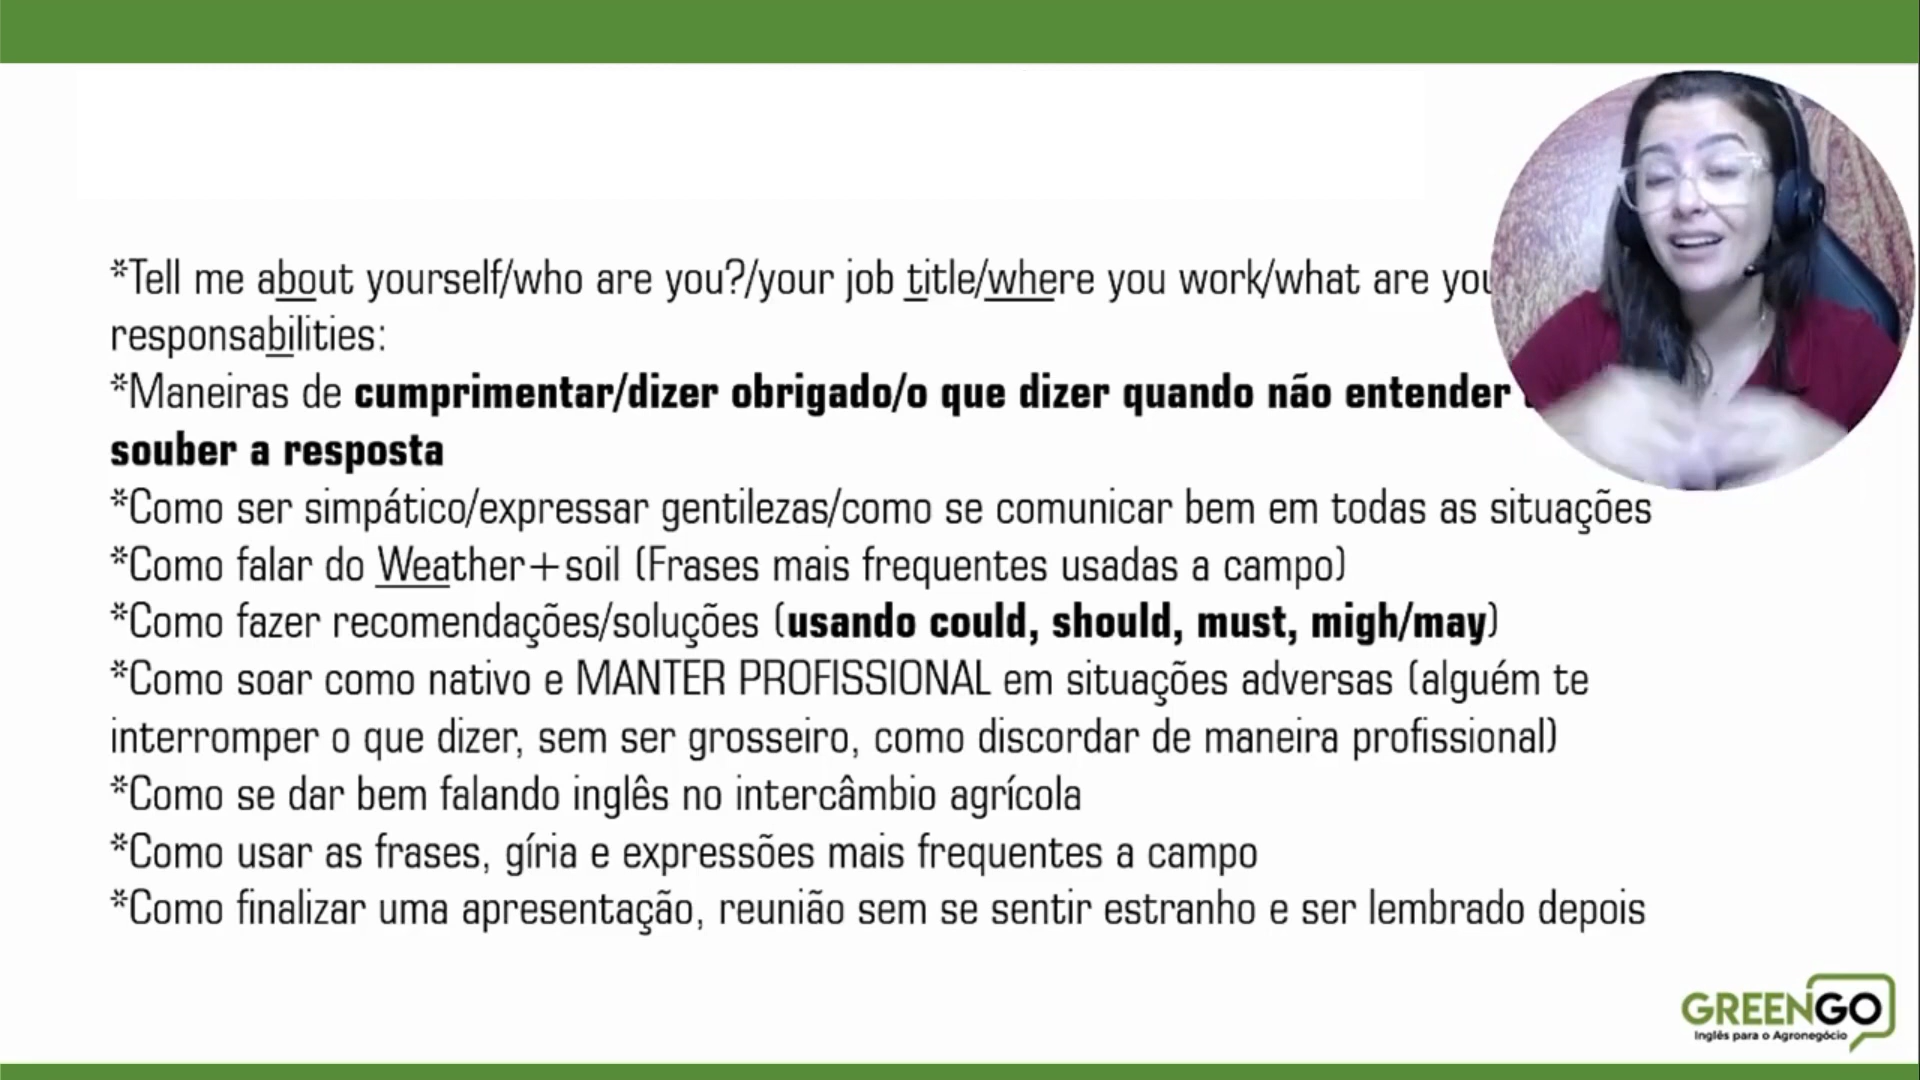 *Tell me about yourself/who are you?/your job title/where you work/what are
responsabilities:
*Maneiras de cumprimentar/dizer obrigado/o que dizer quando não entender
souber a resposta
*Como ser simpático/expressar gentilezas/como se comunicar bem em todas as situações
*Como falar do Weather+soil (Frases mais frequentes usadas a campo)
*Como fazer recomendações/soluções (usando could, should, must, migh/may)
*Como soar como nativo e MANTER PROFISSIONAL em situações adversas (alguém te
interromper o que dizer, sem ser grosseiro, como discordar de maneira profissional)
*Como se dar bem falando inglês no intercâmbio agrícola
*Como usar as frases, gíria e expressões mais frequentes a campo
*Como finalizar uma apresentação, reunião sem se sentir estranho e ser lembrado depois
GREENGO
Inglês para o Agronegócio